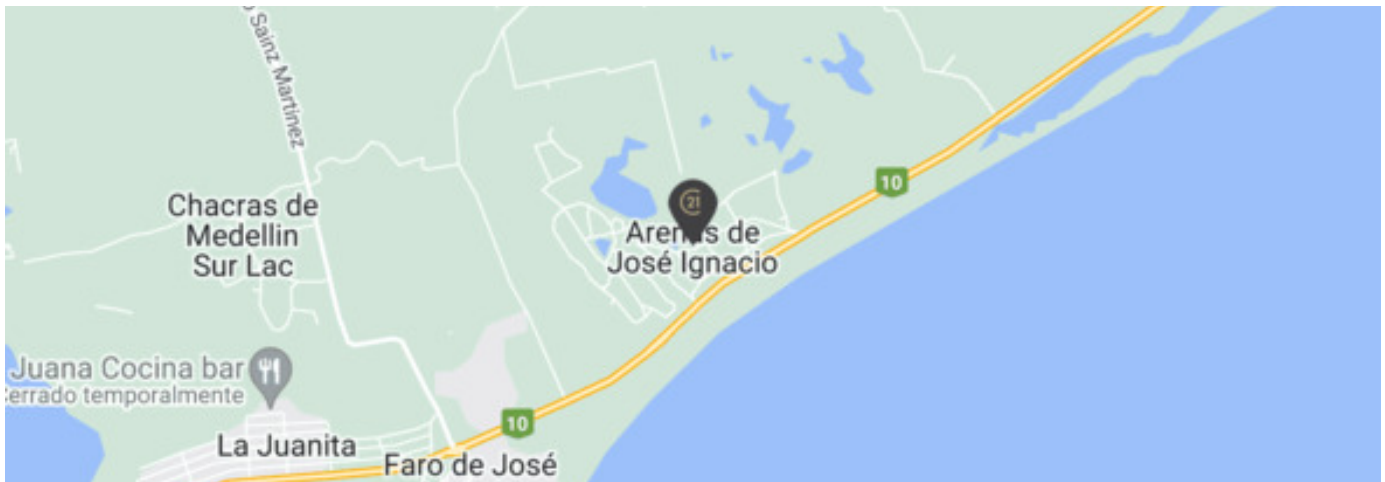 Sainz Martinez
10
Chacras de
Medellin
Sur Lac
21
Arenas de
José Ignacio
Juana Cocina bar
Cerrado temporalmente
10
La Juanita
Faro de José